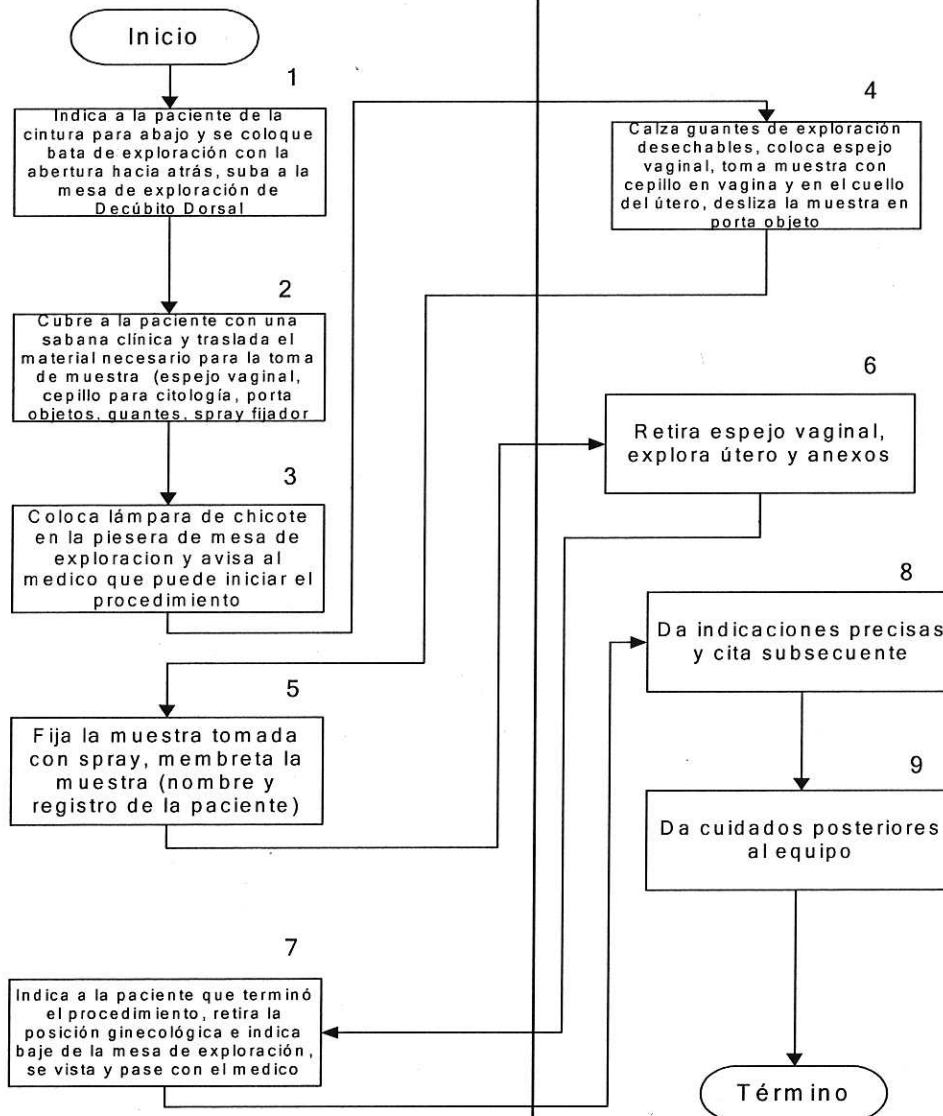 Inicio
1
Indica a la paciente de la
cintura para abajo y se coloque
bata de exploración con la
abertura hacia atrás, suba a la
mesa de exploración de
Decúbito Dorsal
2
Cubre a la paciente con una
sabana clínica y traslada el
material necesario para la toma
de muestra (espejo vaginal,
cepillo para citología, porta
objetos, guantes, spray fijador
3
Coloca lámpara de chicote
en la piesera de mesa de
exploracion y avisa al
medico que puede iniciar el
procedimiento
4
Calza guantes de exploración
desechables, coloca espejo
vaginal, toma muestra con
cepillo en vagina y en el cuello
del útero, desliza la muestra en
porta objeto
5
Fija la muestra tomada
con spray, membreta la
muestra (nombre y
registro de la paciente)
6
Retira espejo vaginal,
explora útero y anexos
7
Indica a la paciente que terminó
el procedimiento, retira la
posición ginecológica e indica
baje de la mesa de exploración,
se vista y pase con el medico
8
Da indicaciones precisas
y cita subsecuente
9
Da cuidados posteriores
al equipo
Término